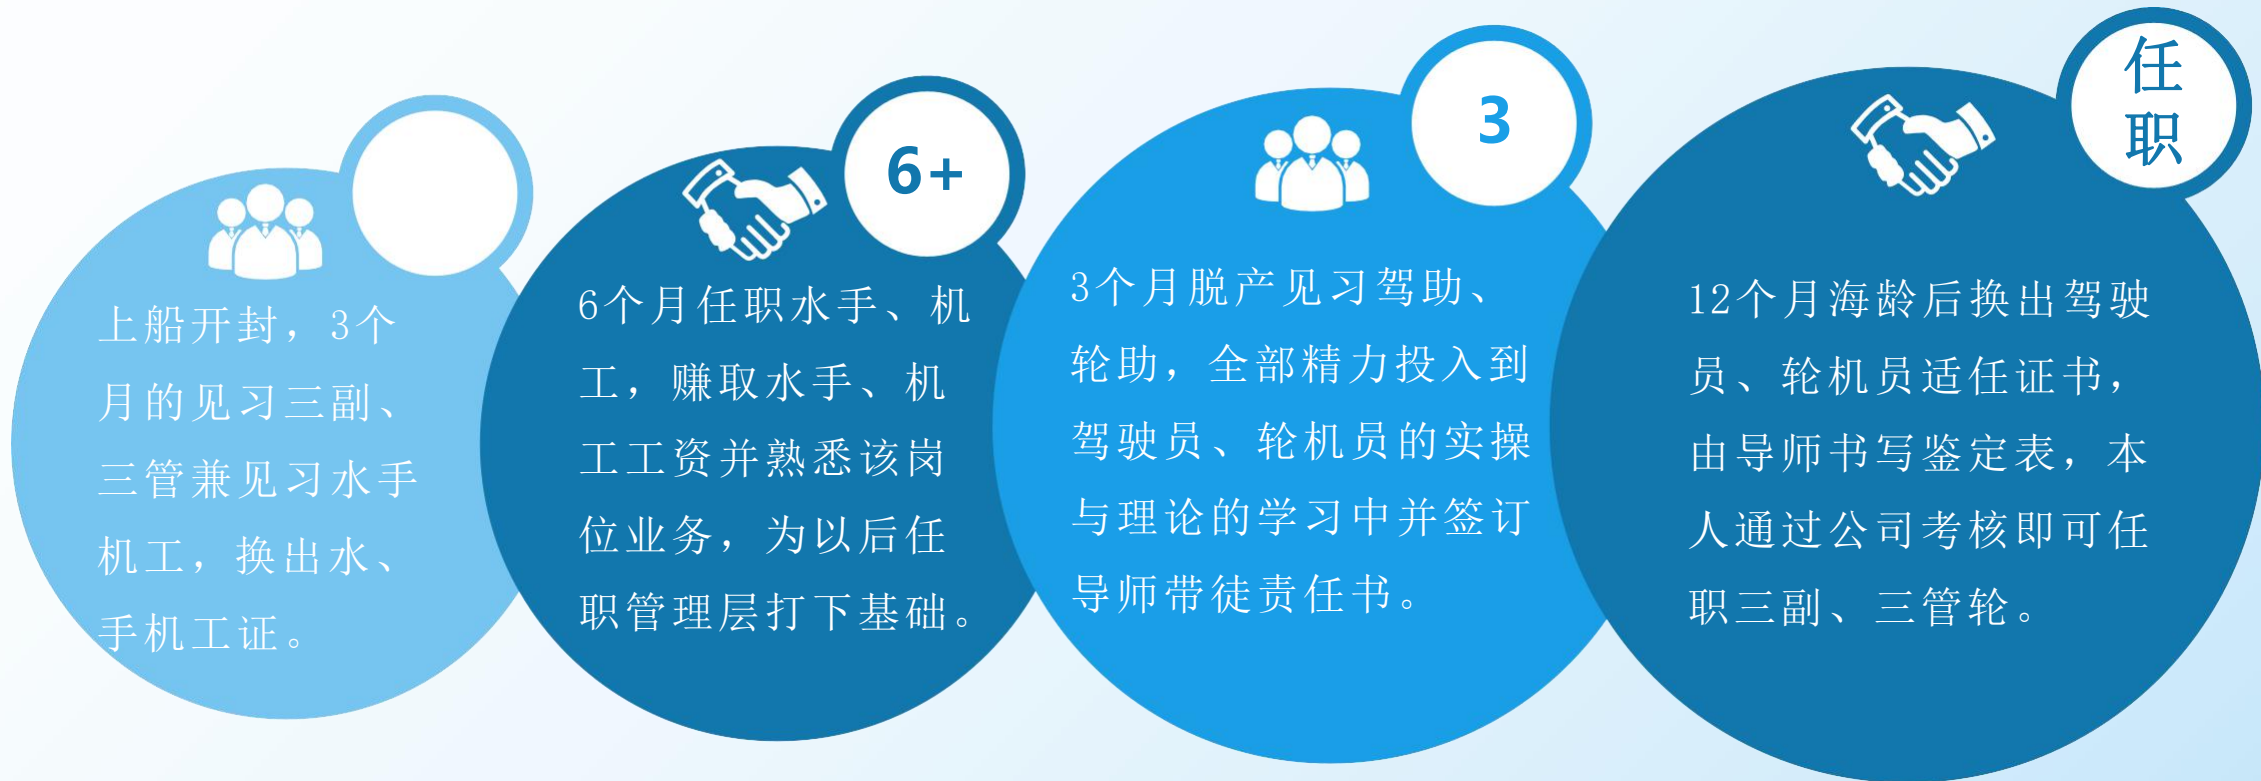 上船开封，3个
月的见习三副、
三管兼见习水手
机工，换出水、
手机工证。
6+
6个月任职水手、机
工，赚取水手、机
工工资并熟悉该岗
位业务，为以后任
职管理层打下基础。
3
3个月脱产见习驾助、
轮助，全部精力投入到
驾驶员、轮机员的实操
与理论的学习中并签订
导师带徒责任书。
任
职
12个月海龄后换出驾驶
员、轮机员适任证书，
由导师书写鉴定表，本
人通过公司考核即可任
职三副、三管轮。